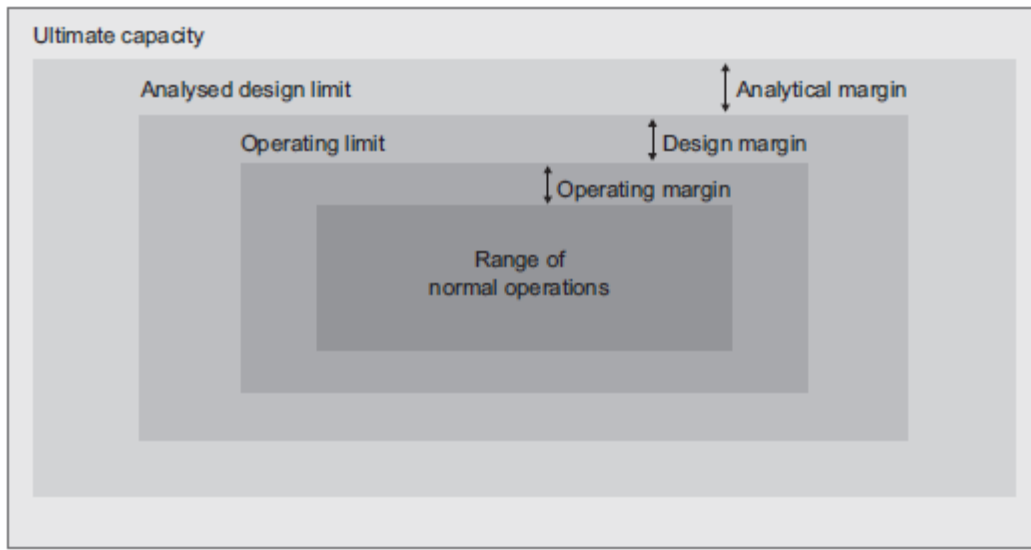 Ultimate capacity
Analysed design limit
Analytical margin
Operating limit
Design margin
Operating margin
Range of
normal operations